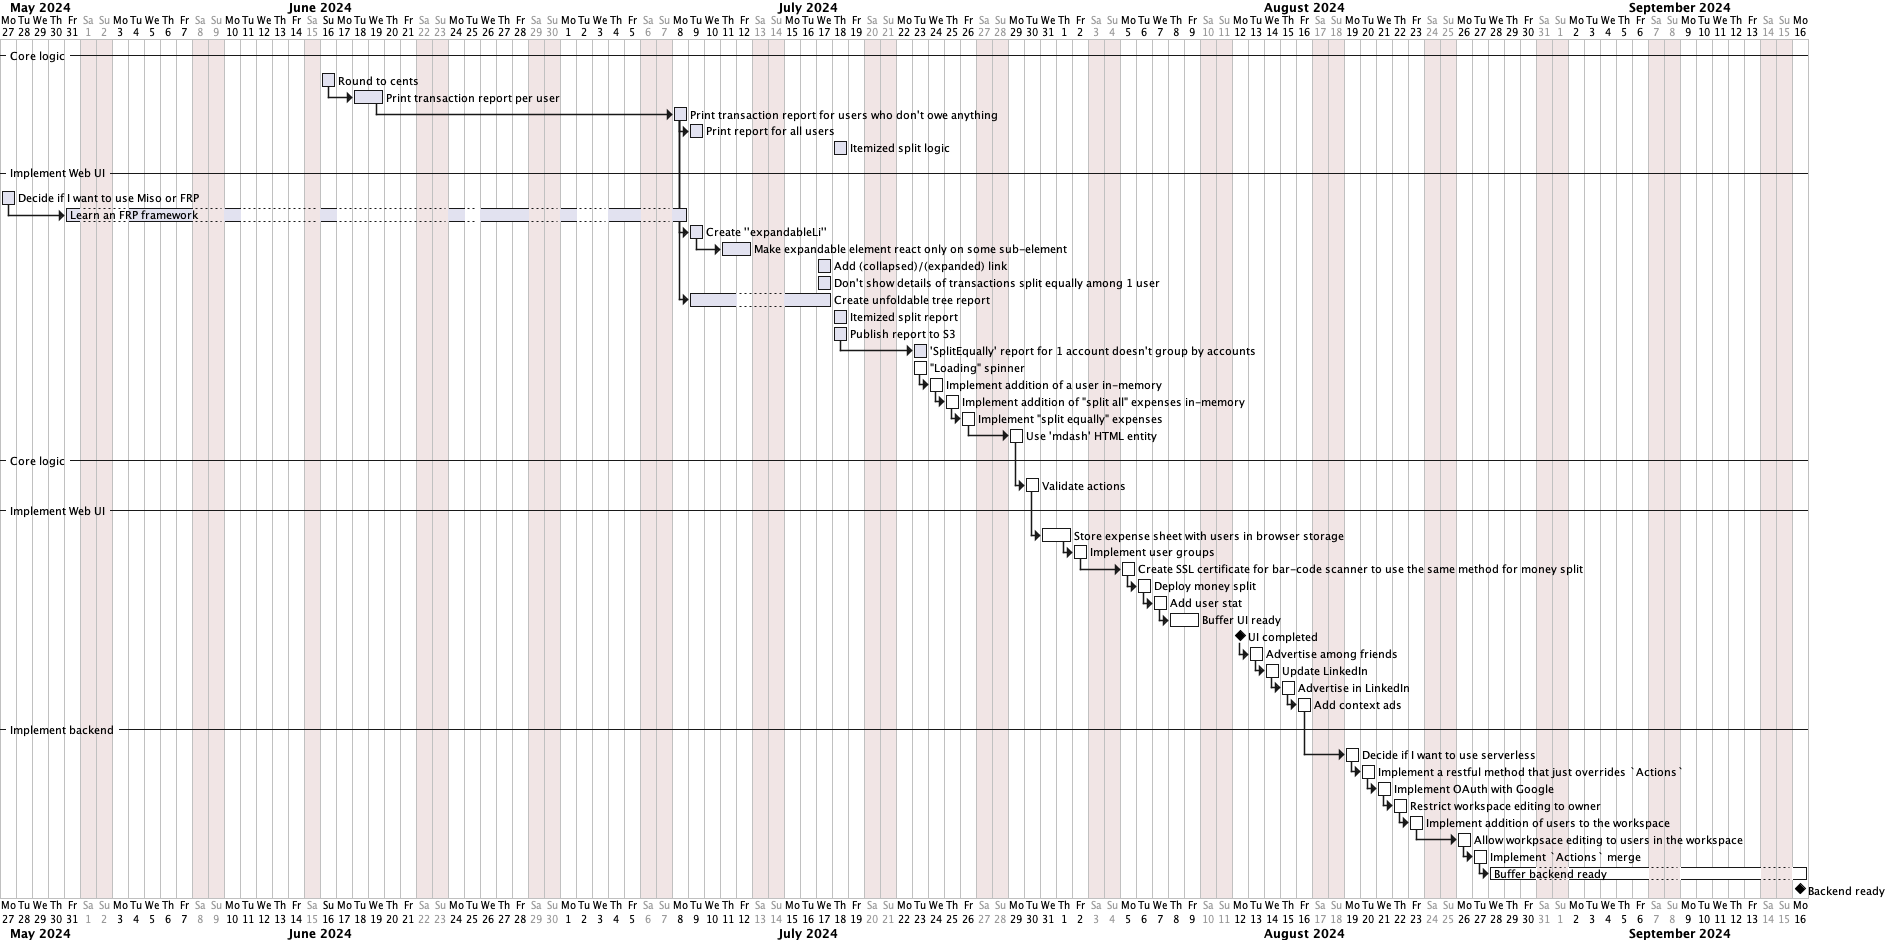 May 2024 June 2024 July 2024 August 2024 September 2024
Mo Tu We Th Fr Sa Su Mo Tu We Th Fr Sa Su Mo Tu We Th Fr Sa Su Mo Tu We Th Fr Sa Su Mo Tu We Th Fr Sa Su Mo Tu We Th Fr Sa Su Mo Tu We Th Fr Sa Su Mo Tu We Th Fr Sa Su Mo Tu We Th Fr Sa Su Mo Tu We Th Fr Sa Su Mo Tu We Th Fr Sa Su Mo Tu We Th Fr Sa Su Mo Tu We Th Fr Sa Su Mo Tu We Th Fr Sa Su Mo Tu We Th Fr Sa Su Mo Tu We Th Fr Sa Su Mo
27 28 29 30 31 1 2 3 4 5 6 7 8 9 10 11 12 13 14 15 16 17 18 19 20 21 22 23 24 25 26 27 28 29 30 1 2 3 4 5 6 7 8 9 10 11 12 13 14 15 16 17 18 19 20 21 22 23 24 25 26 27 28 29 30 31 1 2 3 4 5 6 7 8 9 10 11 12 13 14 15 16 17 18 19 20 21 22 23 24 25 26 27 28 29 30 31 1 2 3 4 5 6 7 8 9 10 11 12 13 14 15 16
Core logic
Round to cents
Print transaction report per user
Print transaction report for users who don't owe anything
Print report for all users
Itemized split logic
Implement Web UI
Decide if I want to use Miso or FRP
Learn an FRP framework
Create "expandableLi"
Make expandable element react only on some sub-element
Add (collapsed)/(expanded) link
Don't show details of transactions split equally among 1 user
Create unfoldable tree report
Itemized split report
Publish report to S3
'SplitEqually' report for 1 account doesn't group by accounts
"Loading" spinner
Implement addition of a user in-memory
Implement addition of "split all" expenses in-memory
Implement "split equally" expenses
Use 'mdash' HTML entity
Core logic
Validate actions
Implement Web UI
Store expense sheet with users in browser storage
Implement user groups
Create SSL certificate for bar-code scanner to use the same method for money split
Deploy money split
Add user stat
Buffer UI ready
UI completed
Advertise among friends
Update LinkedIn
Advertise in LinkedIn
Add context ads
Implement backend
Decide if I want to use serverless
Implement a restful method that just overrides `Actions`
Implement OAuth with Google
Restrict workspace editing to owner
Implement addition of users to the workspace
Allow workpsace editing to users in the workspace
Implement `Actions` merge
Buffer backend ready
Backend ready
Mo Tu We Th Fr Sa Su Mo Tu We Th Fr Sa Su Mo Tu We Th Fr Sa Su Mo Tu We Th Fr Sa Su Mo Tu We Th Fr Sa Su Mo Tu We Th Fr Sa Su Mo Tu We Th Fr Sa Su Mo Tu We Th Fr Sa Su Mo Tu We Th Fr Sa Su Mo Tu We Th Fr Sa Su Mo Tu We Th Fr Sa Su Mo Tu We Th Fr Sa Su Mo Tu We Th Fr Sa Su Mo Tu We Th Fr Sa Su Mo Tu We Th Fr Sa Su Mo Tu We Th Fr Sa Su Mo
27 28 29 30 31 1 2 3 4 5 6 7 8 9 10 11 12 13 14 15 16 17 18 19 20 21 22 23 24 25 26 27 28 29 30 1 2 3 4 5 6 7 8 9 10 11 12 13 14 15 16 17 18 19 20 21 22 23 24 25 26 27 28 29 30 31 1 2 3 4 5 6 7 8 9 10 11 12 13 14 15 16 17 18 19 20 21 22 23 24 25 26 27 28 29 30 31 1 2 3 4 5 6 7 8 9 10 11 12 13 14 15 16
May 2024 June 2024 July 2024 August 2024 September 2024